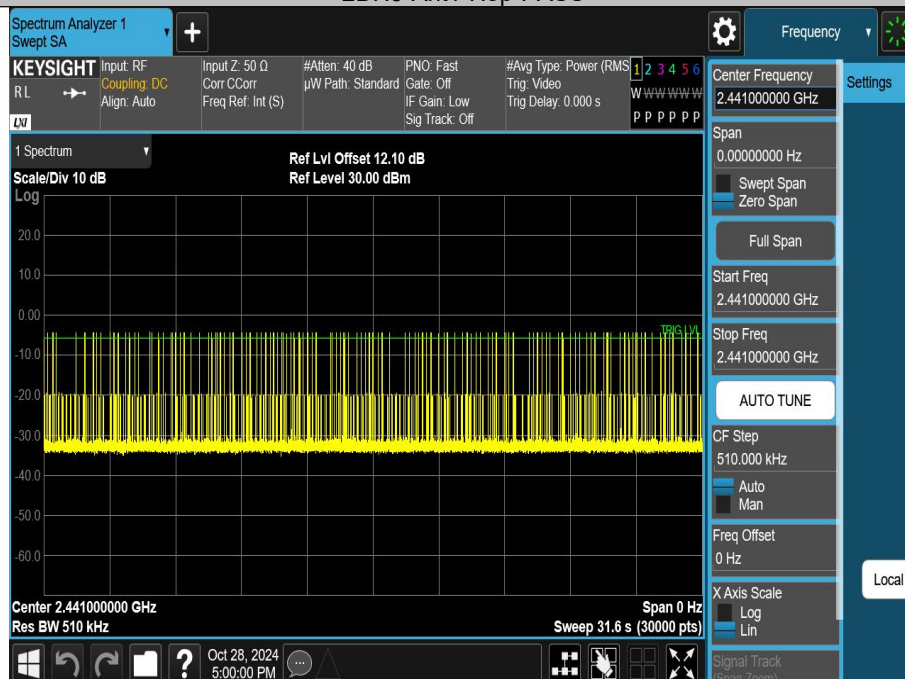 Spectrum Analyzer 1
Swept SA
Frequency
KEYSIGHT
RL
LXI
Input: RF
Coupling: DC
Align: Auto
Input Z: 50 Ω
Corr CCorr
Freq Ref: Int (S)
#Atten: 40 dB
µW Path: Standard
PNO: Fast
Gate: Off
IF Gain: Low
Sig Track: Off
#Avg Type: Power (RMS
Trig: Video
Trig Delay: 0.000 s
1 2 3 4 5 6
W W W W W W
P P P P P P
1 Spectrum
Scale/Div 10 dB
Log
Ref Lvl Offset 12.10 dB
Ref Level 30.00 dBm
20.0
10.0
0.00
-10.0
-20.0
-30.0
-40.0
-50.0
-60.0
TRIG LVL
Center 2.441000000 GHz
Res BW 510 kHz
Span 0 Hz
Sweep 31.6 s (30000 pts)
Center Frequency
2.441000000 GHz
Settings
Span
0.00000000 Hz
Swept Span
Zero Span
Full Span
Start Freq
2.441000000 GHz
Stop Freq
2.441000000 GHz
AUTO TUNE
CF Step
510.000 kHz
Auto
Man
Freq Offset
0 Hz
Local
X Axis Scale
Log
Lin
Signal Track
(Span Zoom)
?
Oct 28, 2024
5:00:00 PM